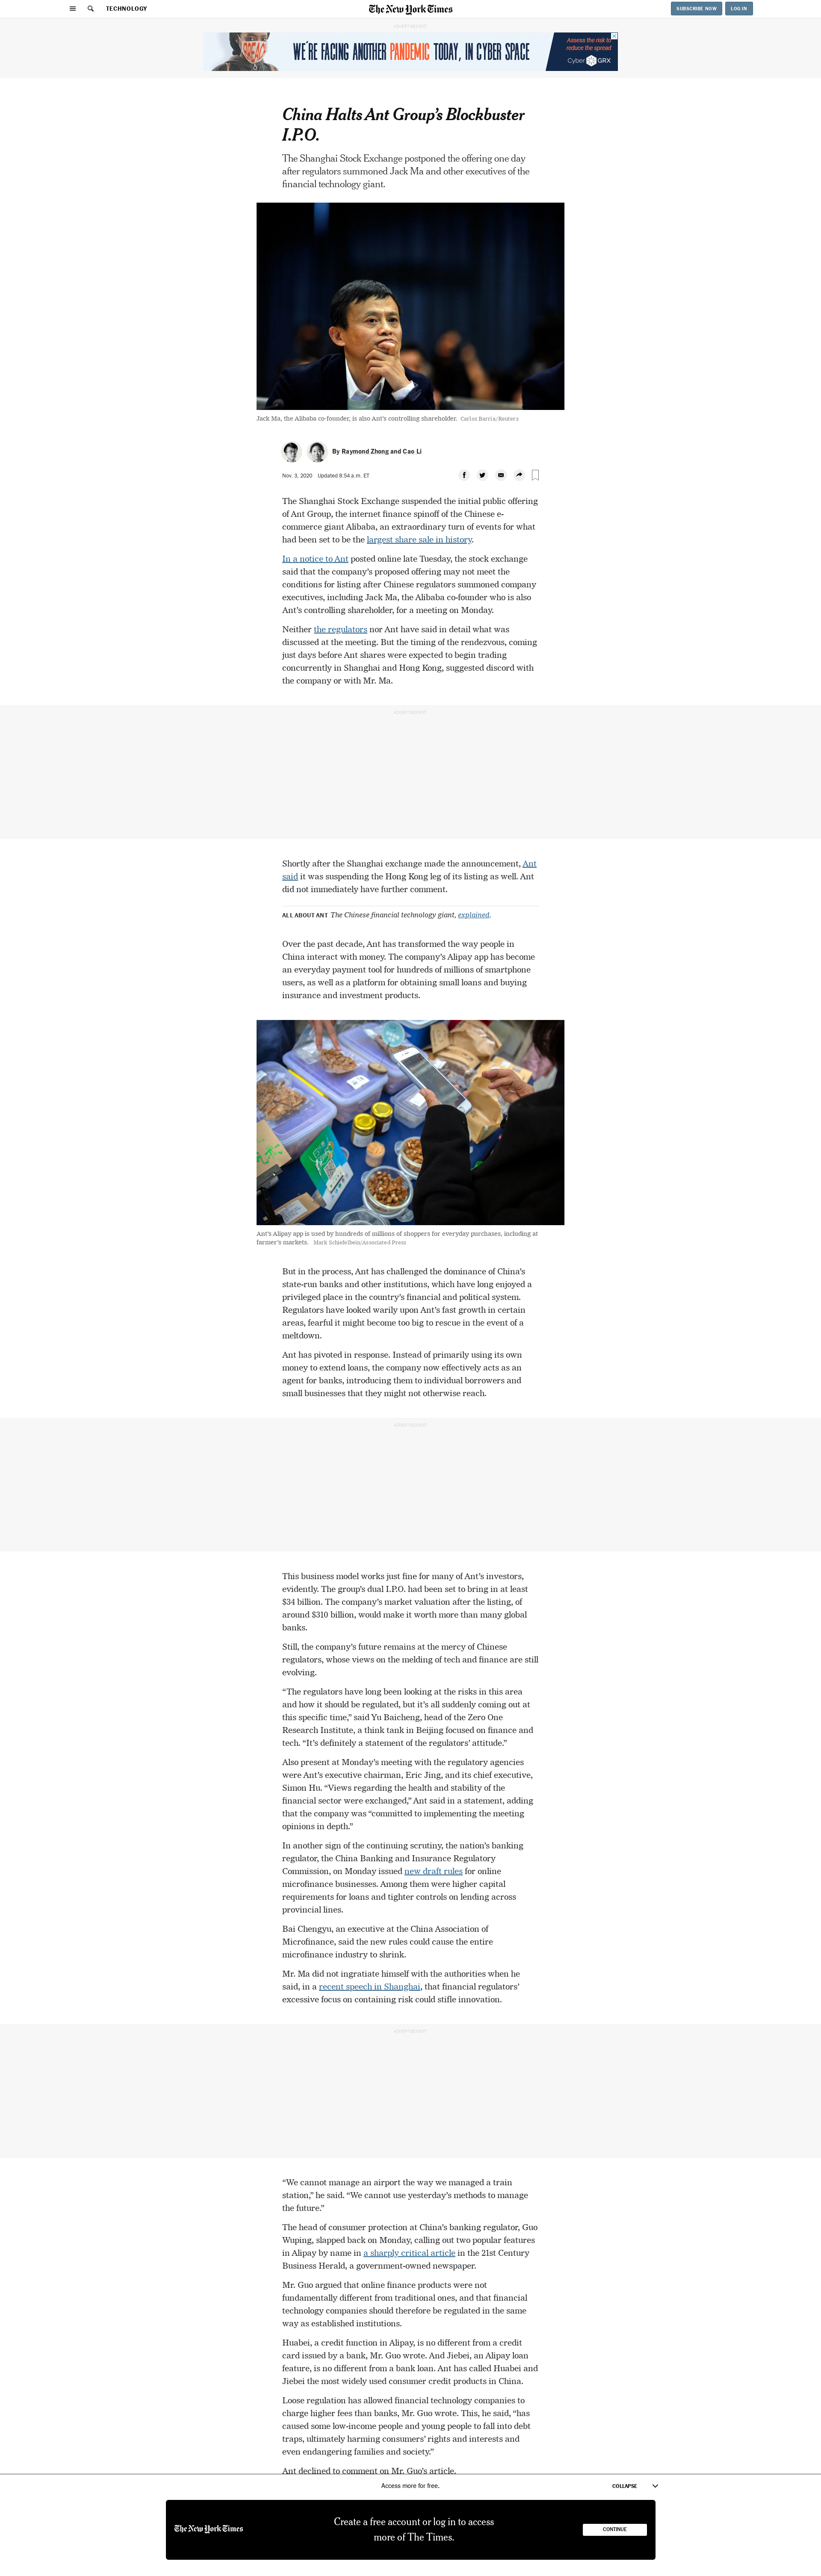 TECHNOLOGY
The New York Times
SUBSCRIBE NOW
LOG IN
ADVERTISEMENT
WE'RE FACING ANOTHER PANDEMIC TODAY, IN CYBER SPACE
Assess the risk to
reduce the spread
CyberGRX
China Halts Ant Group's Blockbuster
I.P.O.
The Shanghai Stock Exchange postponed the offering one day
after regulators summoned Jack Ma and other executives of the
financial technology giant.
Jack Ma, the Alibaba co-founder, is also Ant's controlling shareholder. Carlos Barria/Reuters
By Raymond Zhong and Cao Li
Nov. 3, 2020 Updated 8:54 a.m. ET
The Shanghai Stock Exchange suspended the initial public offering
of Ant Group, the internet finance spinoff of the Chinese e-
commerce giant Alibaba, an extraordinary turn of events for what
had been set to be the largest share sale in history.
In a notice to Ant posted online late Tuesday, the stock exchange
said that the company's proposed offering may not meet the
conditions for listing after Chinese regulators summoned company
executives, including Jack Ma, the Alibaba co-founder who is also
Ant's controlling shareholder, for a meeting on Monday.
Neither the regulators nor Ant have said in detail what was
discussed at the meeting. But the timing of the rendezvous, coming
just days before Ant shares were expected to begin trading
concurrently in Shanghai and Hong Kong, suggested discord with
the company or with Mr. Ma.
ADVERTISEMENT
Shortly after the Shanghai exchange made the announcement, Ant
said it was suspending the Hong Kong leg of its listing as well. Ant
did not immediately have further comment.
ALL ABOUT ANT The Chinese financial technology giant, explained.
Over the past decade, Ant has transformed the way people in
China interact with money. The company's Alipay app has become
an everyday payment tool for hundreds of millions of smartphone
users, as well as a platform for obtaining small loans and buying
insurance and investment products.
Ant's Alipay app is used by hundreds of millions of shoppers for everyday purchases, including at
farmer's markets. Mark Schiefelbein/Associated Press
But in the process, Ant has challenged the dominance of China's
state-run banks and other institutions, which have long enjoyed a
privileged place in the country's financial and political system.
Regulators have looked warily upon Ant's fast growth in certain
areas, fearful it might become too big to rescue in the event of a
meltdown.
Ant has pivoted in response. Instead of primarily using its own
money to extend loans, the company now effectively acts as an
agent for banks, introducing them to individual borrowers and
small businesses that they might not otherwise reach.
ADVERTISEMENT
This business model works just fine for many of Ant's investors,
evidently. The group's dual I.P.O. had been set to bring in at least
$34 billion. The company's market valuation after the listing, of
around $310 billion, would make it worth more than many global
banks.
Still, the company's future remains at the mercy of Chinese
regulators, whose views on the melding of tech and finance are still
evolving.
“The regulators have long been looking at the risks in this area
and how it should be regulated, but it's all suddenly coming out at
this specific time,” said Yu Baicheng, head of the Zero One
Research Institute, a think tank in Beijing focused on finance and
tech. “It's definitely a statement of the regulators' attitude.”
Also present at Monday's meeting with the regulatory agencies
were Ant's executive chairman, Eric Jing, and its chief executive,
Simon Hu. “Views regarding the health and stability of the
financial sector were exchanged,” Ant said in a statement, adding
that the company was “committed to implementing the meeting
opinions in depth.”
In another sign of the continuing scrutiny, the nation's banking
regulator, the China Banking and Insurance Regulatory
Commission, on Monday issued new draft rules for online
microfinance businesses. Among them were higher capital
requirements for loans and tighter controls on lending across
provincial lines.
Bai Chengyu, an executive at the China Association of
Microfinance, said the new rules could cause the entire
microfinance industry to shrink.
Mr. Ma did not ingratiate himself with the authorities when he
said, in a recent speech in Shanghai, that financial regulators'
excessive focus on containing risk could stifle innovation.
ADVERTISEMENT
“We cannot manage an airport the way we managed a train
station,” he said. “We cannot use yesterday's methods to manage
the future.”
The head of consumer protection at China's banking regulator, Guo
Wuping, slapped back on Monday, calling out two popular features
in Alipay by name in a sharply critical article in the 21st Century
Business Herald, a government-owned newspaper.
Mr. Guo argued that online finance products were not
fundamentally different from traditional ones, and that financial
technology companies should therefore be regulated in the same
way as established institutions.
Huabei, a credit function in Alipay, is no different from a credit
card issued by a bank, Mr. Guo wrote. And Jiebei, an Alipay loan
feature, is no different from a bank loan. Ant has called Huabei and
Jiebei the most widely used consumer credit products in China.
Loose regulation has allowed financial technology companies to
charge higher fees than banks, Mr. Guo wrote. This, he said, “has
caused some low-income people and young people to fall into debt
traps, ultimately harming consumers' rights and interests and
even endangering families and society.”
Ant declined to comment on Mr. Guo's article.
Access more for free.
COLLAPSE
The New York Times
Create a free account or log in to access
more of The Times.
CONTINUE